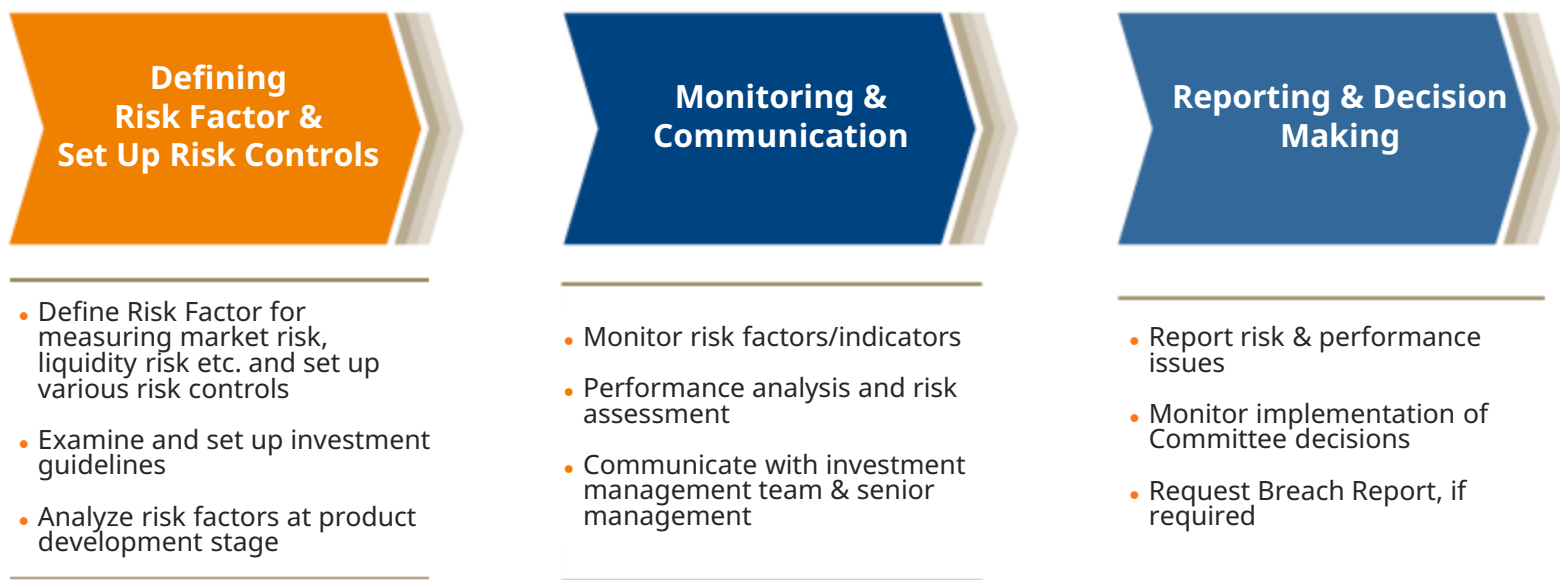 Defining
Risk Factor &
Set Up Risk Controls
• Define Risk Factor for
measuring market risk,
liquidity risk etc. and set up
various risk controls
• Examine and set up investment
guidelines
• Analyze risk factors at product
development stage
Monitoring &
Communication
• Monitor risk factors/indicators
• Performance analysis and risk
assessment
• Communicate with investment
management team & senior
management
Reporting & Decision
Making
• Report risk & performance
issues
• Monitor implementation of
Committee decisions
• Request Breach Report, if
required